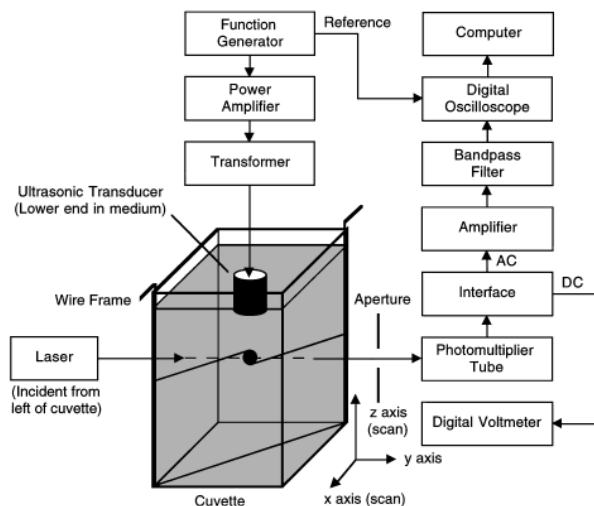 Function
Generator
Reference
Computer
Power
Amplifier
Digital
Oscilloscope
Transformer
Bandpass
Filter
Ultrasonic Transducer
(Lower end in medium)
Amplifier
AC
Wire Frame
Aperture
Interface
DC
Laser
Photomultiplier
Tube
(Incident from
left of cuvette)
z axis
(scan)
Digital Voltmeter
y axis
x axis (scan)
Cuvette